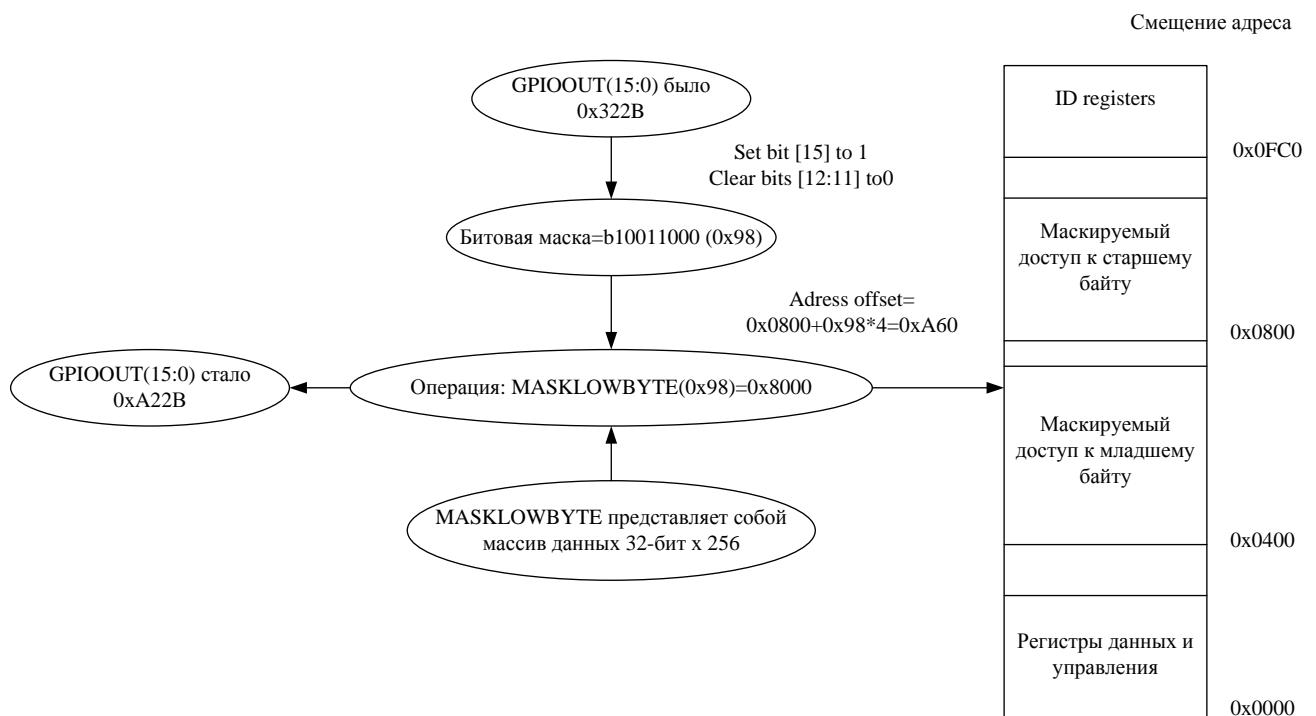 Смещение адреса
GPIOOUT(15:0) было
0x322B
ID registers
0x0FC0
Set bit [15] to 1
Clear bits [12:11] to0
Битовая маска=b10011000 (0x98)
Маскируемый
доступ к старшему
байту
Adress offset=
0x0800+0x98*4=0xA60
0x0800
GPIOOUT(15:0) стало
0xA22B
Операция: MASKLOWBYTE(0x98)=0x8000
Маскируемый
доступ к младшему
байту
MASKLOWBYTE представляет собой
массив данных 32-бит x 256
0x0400
Регистры данных и
управления
0x0000